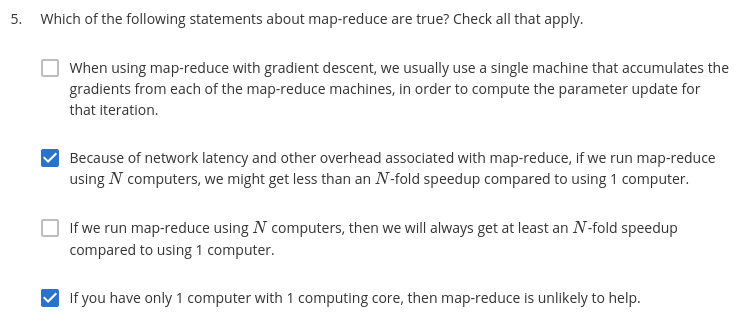 5. Which of the following statements about map-reduce are true? Check all that apply.
When using map-reduce with gradient descent, we usually use a single machine that accumulates the
gradients from each of the map-reduce machines, in order to compute the parameter update for
that iteration.
Because of network latency and other overhead associated with map-reduce, if we run map-reduce
using N computers, we might get less than an N-fold speedup compared to using 1 computer.
If we run map-reduce using N computers, then we will always get at least an N-fold speedup
compared to using 1 computer.
If you have only 1 computer with 1 computing core, then map-reduce is unlikely to help.